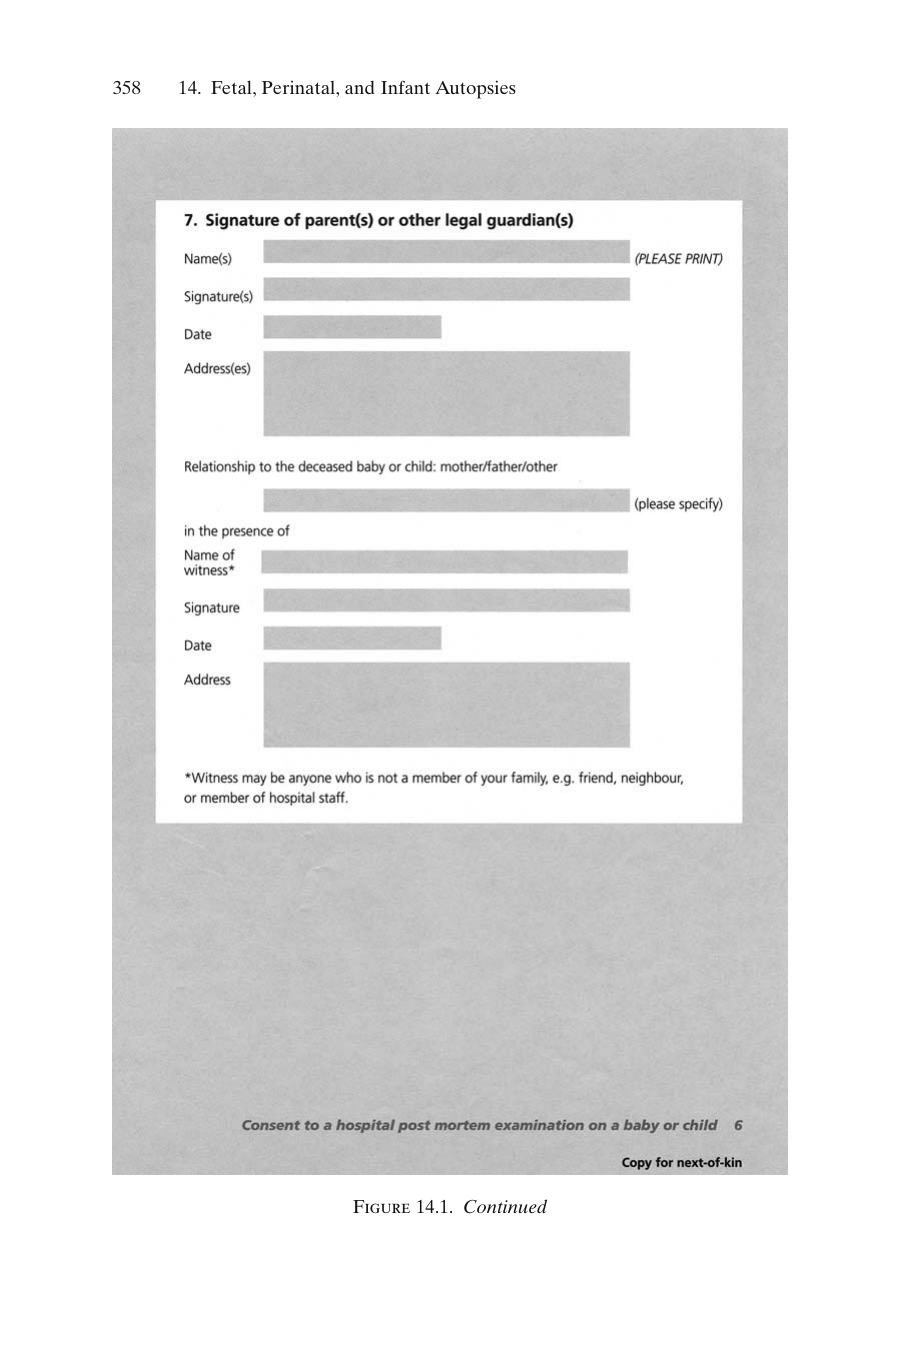 358 14. Fetal, Perinatal, and Infant Autopsies
7. Signature of parent(s) or other legal guardian(s)
Name(s) (PLEASE PRINT)
Signature(s)
Date
Address(es)
Relationship to the deceased baby or child: mother/father/other
(please specify)
in the presence of
Name of
witness*
Signature
Date
Address
*Witness may be anyone who is not a member of your family, e.g. friend, neighbour,
or member of hospital staff.
Consent to a hospital post mortem examination on a baby or child 6
Copy for next-of-kin
FIGURE 14.1. Continued